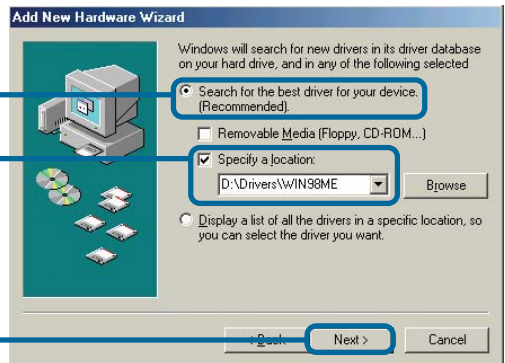 Add New Hardware Wizard
Windows will search for new drivers in its driver database
on your hard drive, and in any of the following selected
Search for the best driver for your device.
(Recommended).
Removable Media (Floppy, CD-ROM...)
Specify a location:
D:\Drivers\WIN98ME
Browse
Display a list of all the drivers in a specific location, so
you can select the driver you want.
< Back
Next >
Cancel